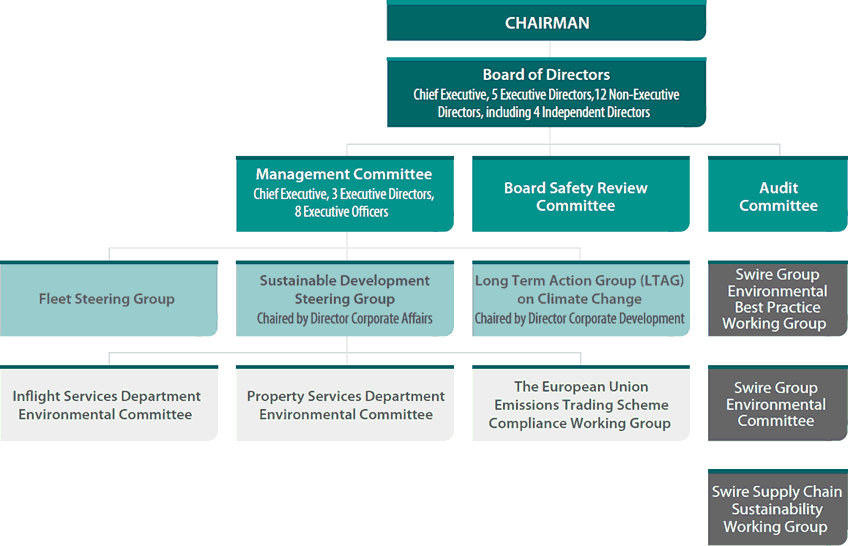 CHAIRMAN
Board of Directors
Chief Executive, 5 Executive Directors,12 Non-Executive
Directors, including 4 Independent Directors
Management Committee
Chief Executive, 3 Executive Directors,
8 Executive Officers
Board Safety Review
Committee
Audit
Committee
Fleet Steering Group
Sustainable Development
Steering Group
Chaired by Director Corporate Affairs
Long Term Action Group (LTAG)
on Climate Change
Chaired by Director Corporate Development
Swire Group
Environmental
Best Practice
Working Group
Inflight Services Department
Environmental Committee
Property Services Department
Environmental Committee
The European Union
Emissions Trading Scheme
Compliance Working Group
Swire Group
Environmental
Committee
Swire Supply Chain
Sustainability
Working Group